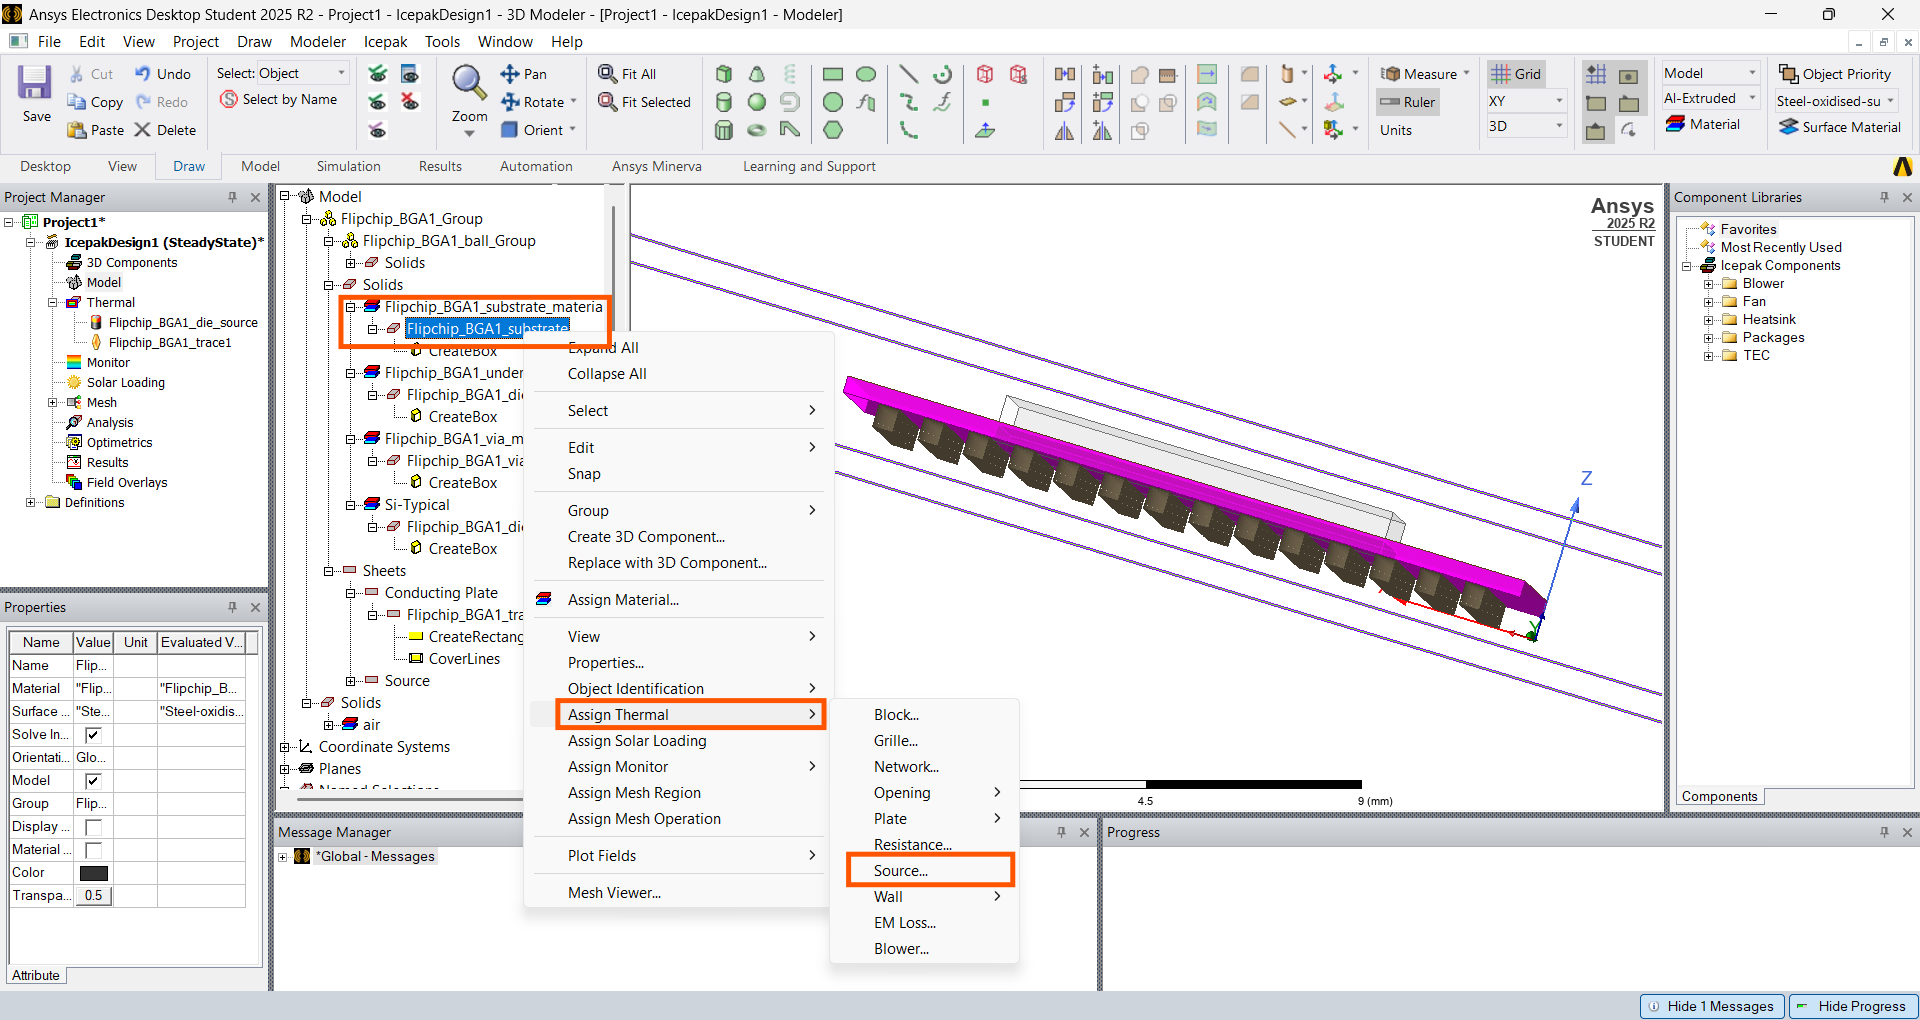 Ansys Electronics Desktop Student 2025 R2 - Project1 - IcepakDesign1 - 3D Modeler - [Project1 - IcepakDesign1 - Modeler]
File Edit View Project Draw Modeler Icepak Tools Window Help
Save
Cut
Copy
Paste
Undo
Redo
Delete
Select: Object
Select by Name
Zoom
Pan
Rotate
Orient
Fit All
Fit Selected
Measure
Ruler
Units
Grid
XY
3D
Model
Al-Extruded
Material
Object Priority
Steel-oxidised-su
Surface Material
Desktop View Draw Model Simulation Results Automation Ansys Minerva Learning and Support
Project Manager
Project1*
IcepakDesign1 (SteadyState)*
3D Components
Model
Thermal
Flipchip_BGA1_die_source
Flipchip_BGA1_trace1
Monitor
Solar Loading
Mesh
Analysis
Optimetrics
Results
Field Overlays
Definitions
Properties
Name Value Unit Evaluated V...
Name Flip...
Material "Flip... "Flipchip_B...
Surface ... "Ste... "Steel-oxidis...
Solve In...
Orientati... Glo...
Model
Group Flip...
Display ...
Material ...
Color
Transpa... 0.5
Attribute
Model
Flipchip_BGA1_Group
Flipchip_BGA1_ball_Group
Solids
Solids
Flipchip_BGA1_substrate_materia
Flipchip_BGA1_substrate
CreateBox
Flipchip_BGA1_under
Flipchip_BGA1_die
CreateBox
Flipchip_BGA1_via_m
Flipchip_BGA1_via
CreateBox
Si-Typical
Flipchip_BGA1_die
CreateBox
Sheets
Conducting Plate
Flipchip_BGA1_tra
CreateRectang
CoverLines
Source
Solids
air
Coordinate Systems
Planes
Named Selections
Expand All
Collapse All
Select
Edit
Snap
Group
Create 3D Component...
Replace with 3D Component...
Assign Material...
View
Properties...
Object Identification
Assign Thermal
Assign Solar Loading
Assign Monitor
Assign Mesh Region
Assign Mesh Operation
Plot Fields
Mesh Viewer...
Block...
Grille...
Network...
Opening
Plate
Resistance...
Source...
Wall
EM Loss...
Blower...
Ansys
2025 R2
STUDENT
Z
Y
4.5 9 (mm)
Component Libraries
Favorites
Most Recently Used
Icepak Components
Blower
Fan
Heatsink
Packages
TEC
Components
Message Manager
*Global - Messages
Progress
Hide 1 Messages Hide Progress